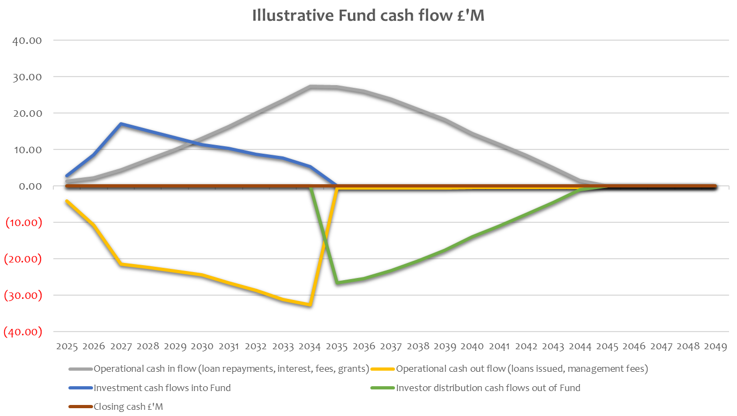 Illustrative Fund cash flow £'M
40.00
30.00
20.00
10.00
0.00
(10.00)
(20.00)
(30.00)
(40.00)
2025 2026 2027 2028 2029 2030 2031 2032 2033 2034 2035 2036 2037 2038 2039 2040 2041 2042 2043 2044 2045 2046 2047 2048 2049
Operational cash in flow (loan repayments, interest, fees, grants) Operational cash out flow (loans issued, management fees)
Investment cash flows into Fund Investor distribution cash flows out of Fund
Closing cash £'M